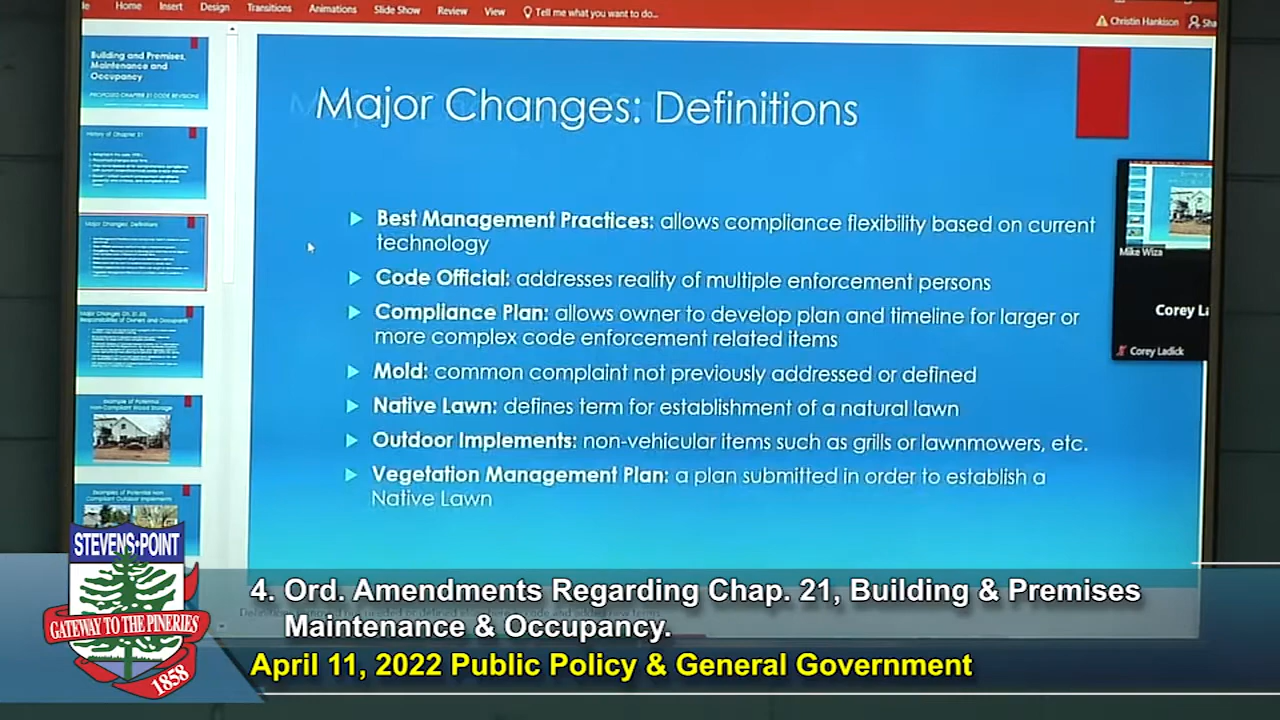 Home Insert Design Transitions Animations Slide Show Review View Tell me what you want to do...
Christin Hankison
Sha
Building and Premises,
Maintenance and
Occupancy
PROPOSED CHAPTER 21 CODE REVISIONS
History of Chapter 21
Major Changes: Definitions
Major Changes Ch. 21.03,
Responsibilities of Owners and Occupants
Example of Potential
Non-Compliant Wood Storage
Examples of Potential Non-
Compliant Outdoor Implements
Major Changes: Definitions
Best Management Practices: allows compliance flexibility based on current
technology
Code Official: addresses reality of multiple enforcement persons
Compliance Plan: allows owner to develop plan and timeline for larger or
more complex code enforcement related items
Mold: common complaint not previously addressed or defined
Native Lawn: defines term for establishment of a natural lawn
Outdoor Implements: non-vehicular items such as grills or lawnmowers, etc.
Vegetation Management Plan: a plan submitted in order to establish a
Native Lawn
Mike Wiza
Corey La
Corey Ladick
STEVENS·POINT
GATEWAY TO THE PINERIES
1858
4. Ord. Amendments Regarding Chap. 21, Building & Premises
Maintenance & Occupancy.
April 11, 2022 Public Policy & General Government